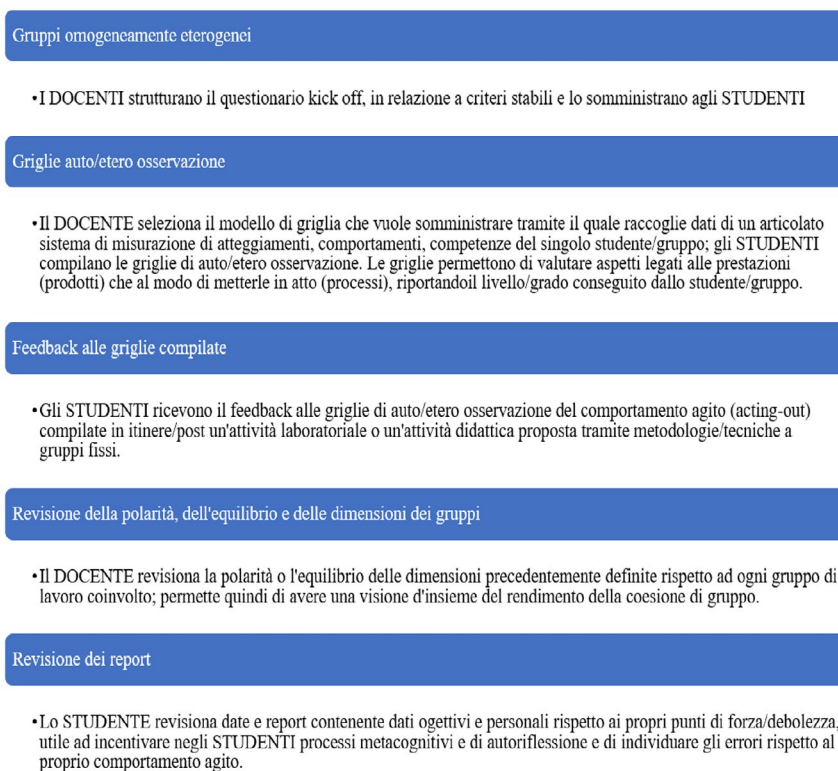 Gruppi omogeneamente eterogenei
•I DOCENTI strutturano il questionario kick off, in relazione a criteri stabili e lo somministrano agli STUDENTI
Griglie auto/etero osservazione
•Il DOCENTE seleziona il modello di griglia che vuole somministrare tramite il quale raccoglie dati di un articolato
sistema di misurazione di atteggiamenti, comportamenti, competenze del singolo studente/gruppo; gli STUDENTI
compilano le griglie di auto/etero osservazione. Le griglie permettono di valutare aspetti legati alle prestazioni
(prodotti) che al modo di metterle in atto (processi), riportandoil livello/grado conseguito dallo studente/gruppo.
Feedback alle griglie compilate
•Gli STUDENTI ricevono il feedback alle griglie di auto/etero osservazione del comportamento agito (acting-out)
compilate in itinere/post un'attività laboratoriale o un'attività didattica proposta tramite metodologie/tecniche a
gruppi fissi.
Revisione della polarità, dell'equilibrio e delle dimensioni dei gruppi
•Il DOCENTE revisiona la polarità o l'equilibrio delle dimensioni precedentemente definite rispetto ad ogni gruppo di
lavoro coinvolto; permette quindi di avere una visione d'insieme del rendimento della coesione di gruppo.
Revisione dei report
•Lo STUDENTE revisiona date e report contenente dati ogettivi e personali rispetto ai propri punti di forza/debolezza,
utile ad incentivare negli STUDENTI processi metacognitivi e di autoriflessione e di individuare gli errori rispetto al
proprio comportamento agito.